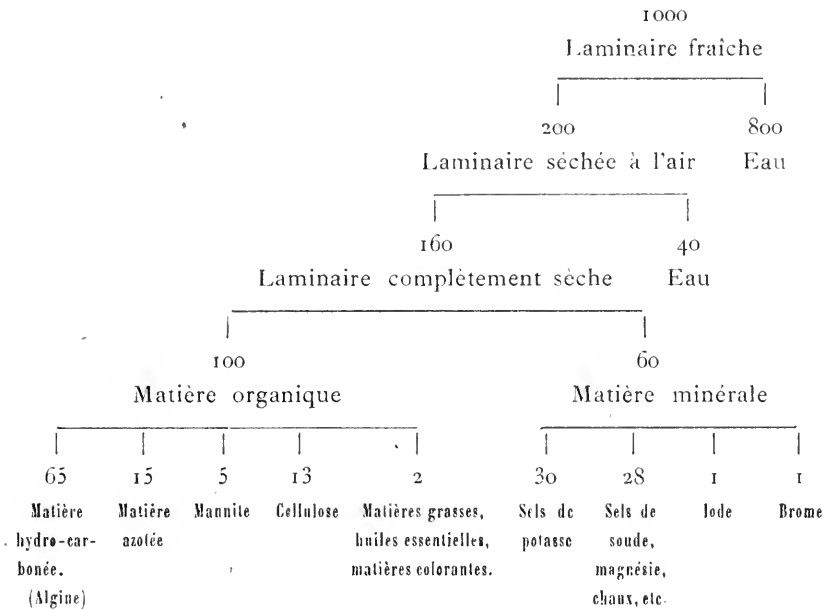 1000
Laminaire fraîche
200 800
Laminaire séchée à l'air Eau
160 40
Laminaire complètement sèche Eau
100 60
Matière organique Matière minérale
65 15 5 13 2 30 28 1 1
Matière hydro-car-bonée. (Algine)
Matière azotée
Mannite
Cellulose
Matières grasses,
huiles essentielles,
matières colorantes.
Sels de potasse
Sels de soude, magnésie, chaux, etc.
Iode
Brome